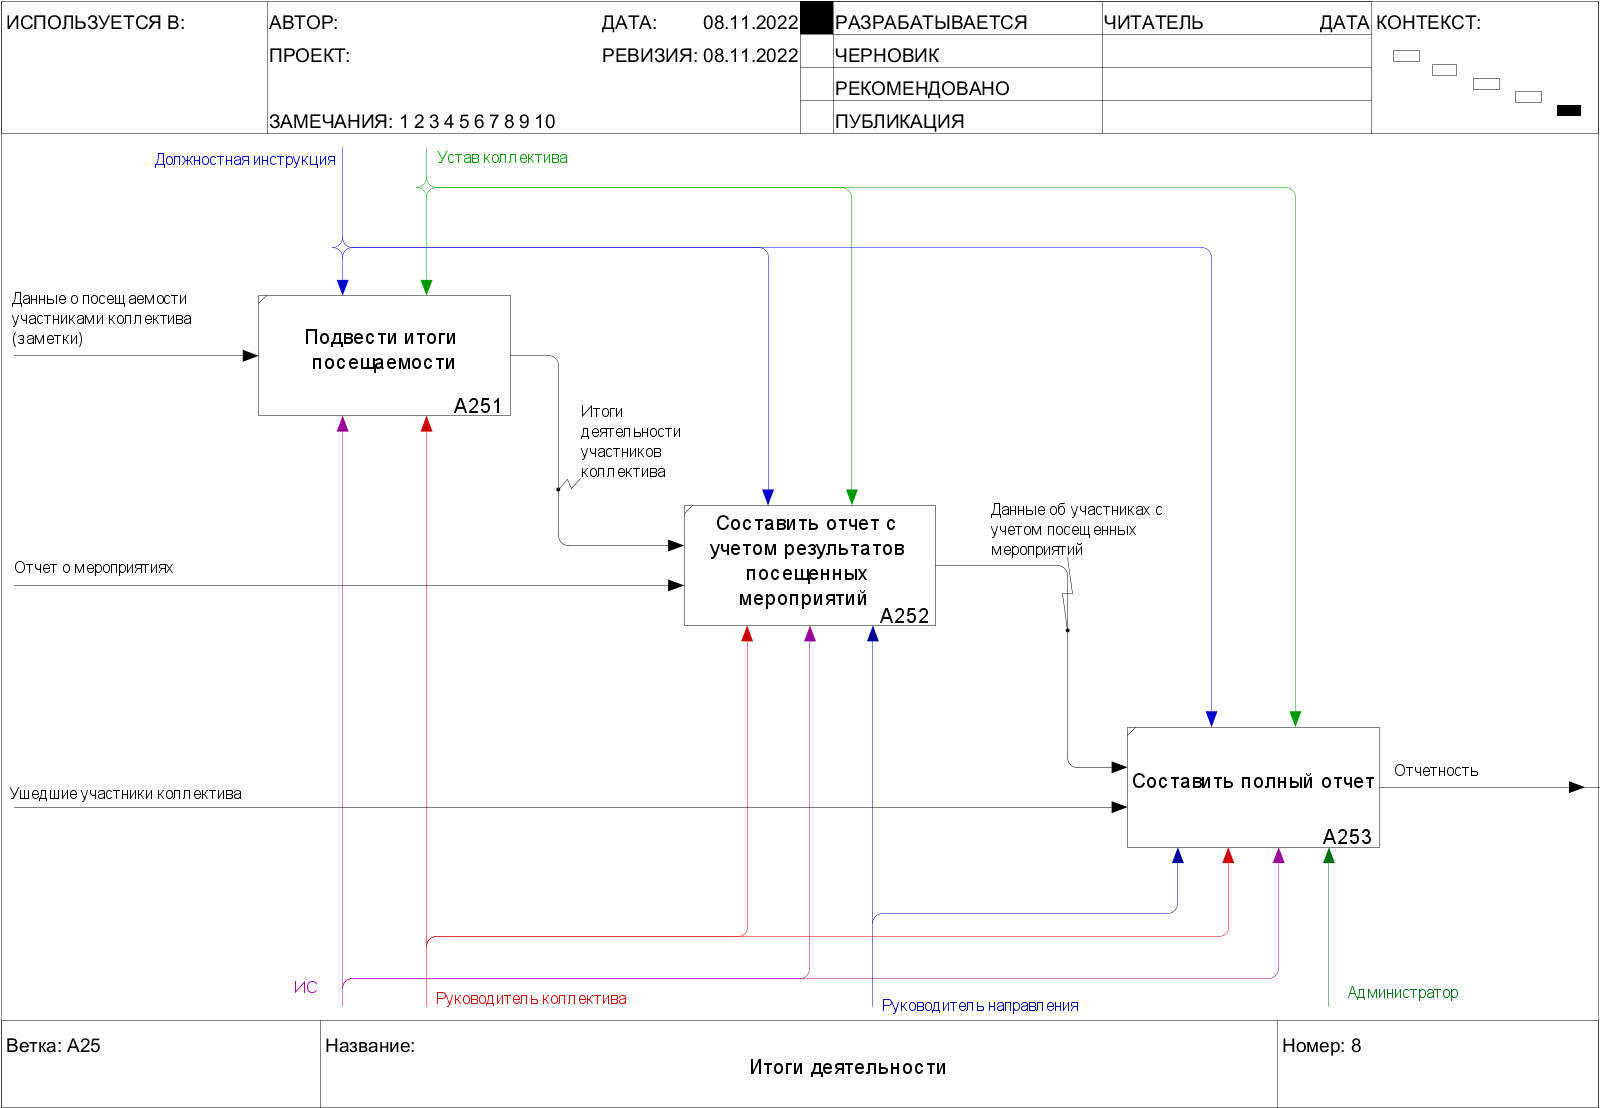 ИСПОЛЬЗУЕТСЯ В:
АВТОР:
ДАТА: 08.11.2022
ПРОЕКТ:
РЕВИЗИЯ: 08.11.2022
ЗАМЕЧАНИЯ: 1 2 3 4 5 6 7 8 9 10
РАЗРАБАТЫВАЕТСЯ
ЧЕРНОВИК
РЕКОМЕНДОВАНО
ПУБЛИКАЦИЯ
ЧИТАТЕЛЬ
ДАТА
КОНТЕКСТ:
Должностная инструкция
Устав коллектива
Данные о посещаемости
участниками коллектива
(заметки)
Подвести итоги
посещаемости
A251
Итоги
деятельности
участников
коллектива
Отчет о мероприятиях
Составить отчет с
учетом результатов
посещенных
мероприятий
A252
Данные об участниках с
учетом посещенных
мероприятий
Ушедшие участники коллектива
Составить полный отчет
A253
Отчетность
ИС
Руководитель коллектива
Руководитель направления
Администратор
Ветка: A25
Название:
Итоги деятельности
Номер: 8